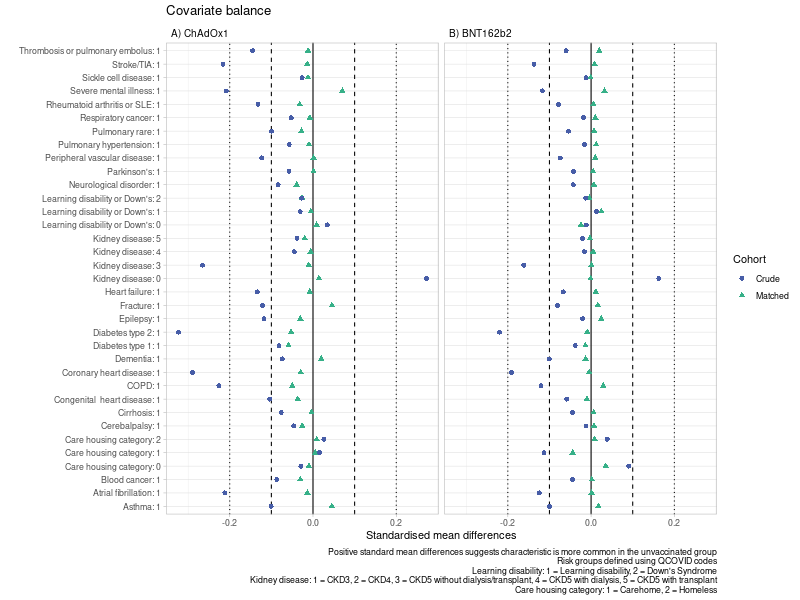 Covariate balance
A) ChAdOx1
B) BNT162b2
Thrombosis or pulmonary embolus: 1
Stroke/TIA: 1
Sickle cell disease: 1
Severe mental illness: 1
Rheumatoid arthritis or SLE: 1
Respiratory cancer: 1
Pulmonary rare: 1
Pulmonary hypertension: 1
Peripheral vascular disease: 1
Parkinson's: 1
Neurological disorder: 1
Learning disability or Down's: 2
Learning disability or Down's: 1
Learning disability or Down's: 0
Kidney disease: 5
Kidney disease: 4
Kidney disease: 3
Kidney disease: 0
Heart failure: 1
Fracture: 1
Epilepsy: 1
Diabetes type 2: 1
Diabetes type 1: 1
Dementia: 1
Coronary heart disease: 1
COPD: 1
Congenital heart disease: 1
Cirrhosis: 1
Cerebalpalsy: 1
Care housing category: 2
Care housing category: 1
Care housing category: 0
Blood cancer: 1
Atrial fibrillation: 1
Asthma: 1
-0.2 0.0 0.2
-0.2 0.0 0.2
Standardised mean differences
Cohort
Crude
Matched
Positive standard mean differences suggests characteristic is more common in the unvaccinated group
Risk groups defined using QCOVID codes
Learning disability: 1 = Learning disability, 2 = Down's Syndrome
Kidney disease: 1 = CKD3, 2 = CKD4, 3 = CKD5 without dialysis/transplant, 4 = CKD5 with dialysis, 5 = CKD5 with transplant
Care housing category: 1 = Carehome, 2 = Homeless